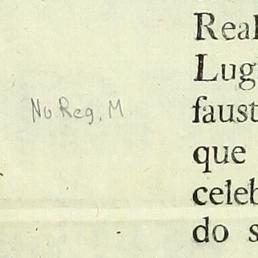 Real
Lug
No Reg. M
faust
que
celeb
do s